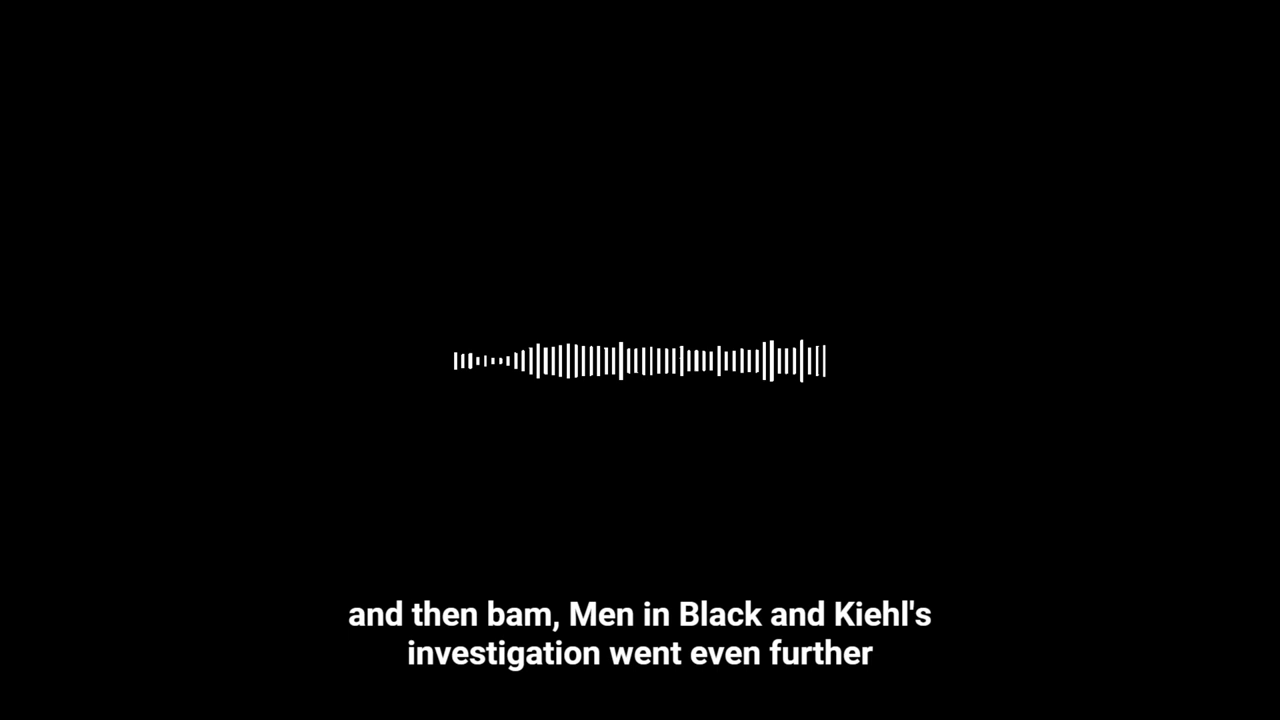 and then bam, Men in Black and Kiehl's
investigation went even further